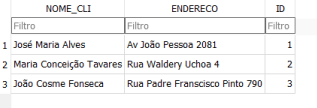 NOME_CLI ENDERECO ID
Filtro Filtro Filtro
1 José Maria Alves Av João Pessoa 2081 1
2 Maria Conceição Tavares Rua Waldery Uchoa 4 2
3 João Cosme Fonseca Rua Padre Franscisco Pinto 790 3